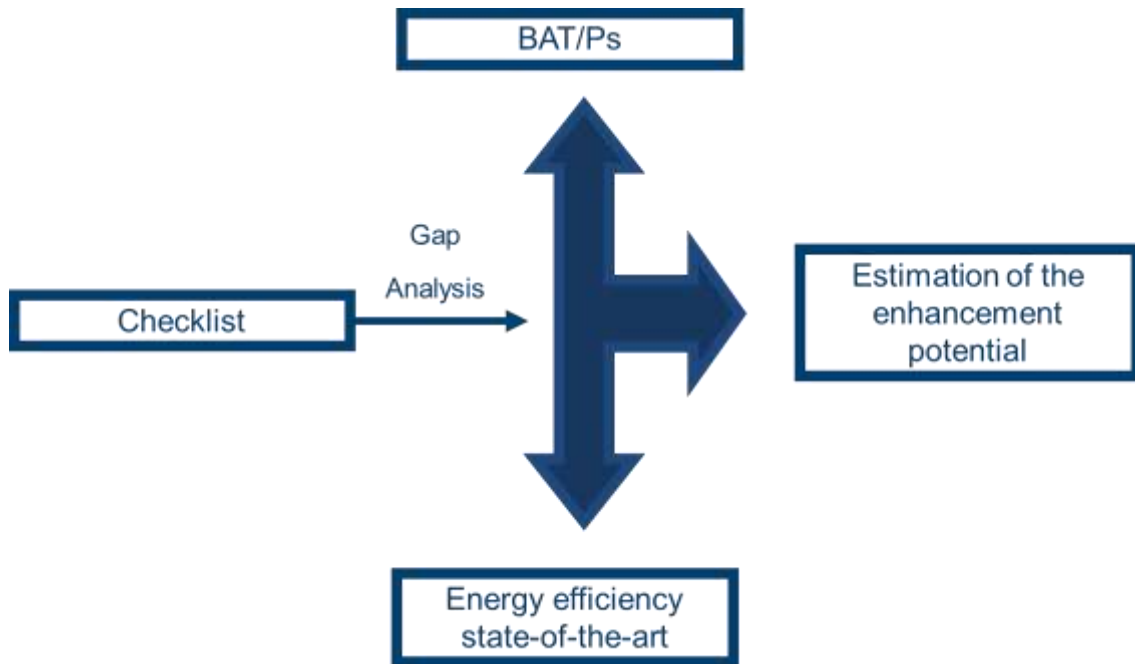 BAT/Ps
Gap
Analysis
Checklist
Estimation of the
enhancement
potential
Energy efficiency
state-of-the-art